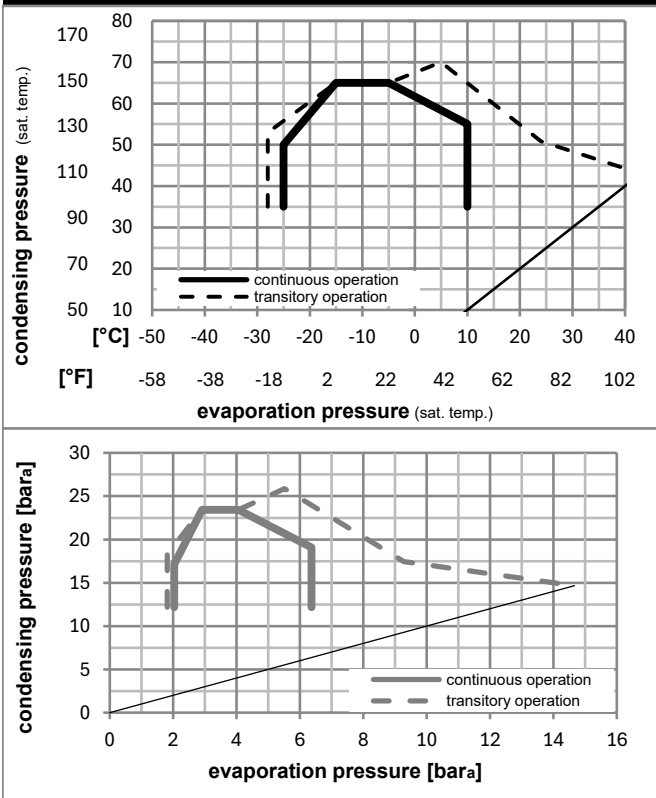 condensing pressure (sat. temp.)
170 80
70
150
60
130 50
110 40
90 30
70 20
50 10
continuous operation
transitory operation
[°C] -50 -40 -30 -20 -10 0 10 20 30 40
[°F] -58 -38 -18 2 22 42 62 82 102
evaporation pressure (sat. temp.)
condensing pressure [bara]
30
25
20
15
10
5
0
continuous operation
transitory operation
0 2 4 6 8 10 12 14 16
evaporation pressure [bara]